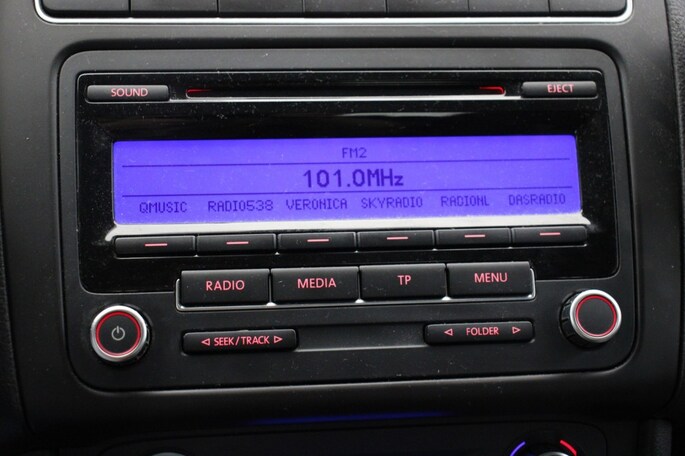 SOUND EJECT
FM2
101.0MHz
QMUSIC RADIO538 VERONICA SKYRADIO RADIONL DASRADIO
RADIO MEDIA TP MENU
◁ SEEK/TRACK ▷ ◁ FOLDER ▷